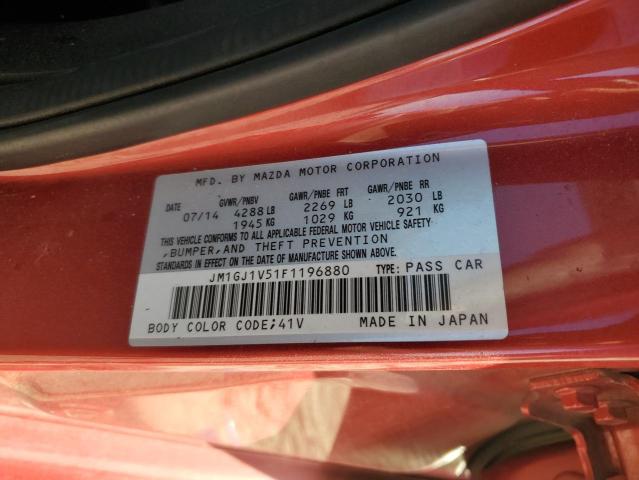 MFD. BY MAZDA MOTOR CORPORATION
GVWR/PNBV GAWR/PNBE FRT GAWR/PNBE RR
07/14 4288 LB 2269 LB 2030 LB
1945 KG 1029 KG 921 KG
THIS VEHICLE CONFORMS TO ALL APPLICABLE FEDERAL MOTOR VEHICLE SAFETY
,BUMPER,AND THEFT PREVENTION
STANDARDS IN EFFECT ON THE DATE OF MANUFACTURE SHOWN ABOVE.
JM1GJ1V51F1196880 TYPE: PASS CAR
BODY COLOR CODE;41V MADE IN JAPAN